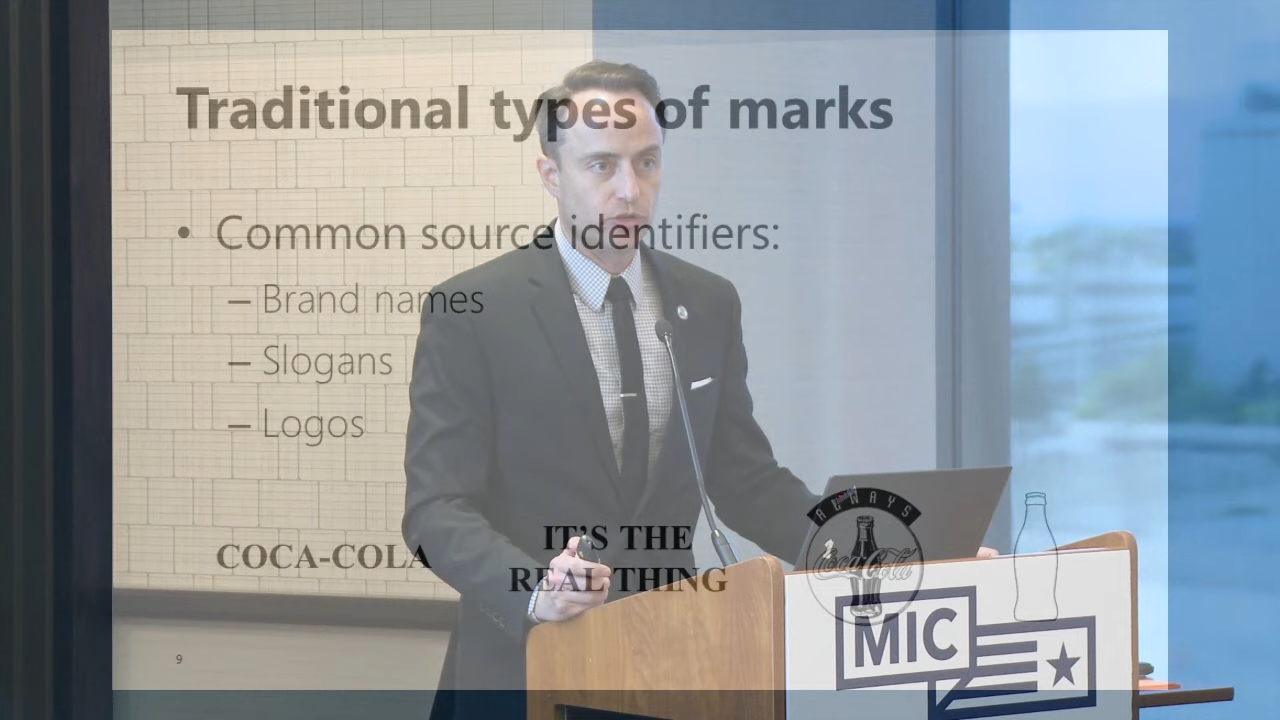 Traditional types of marks
• Common source identifiers:
– Brand names
– Slogans
– Logos
COCA-COLA
IT'S THE
REAL THING
ALWAYS
Coca-Cola
MIC
9